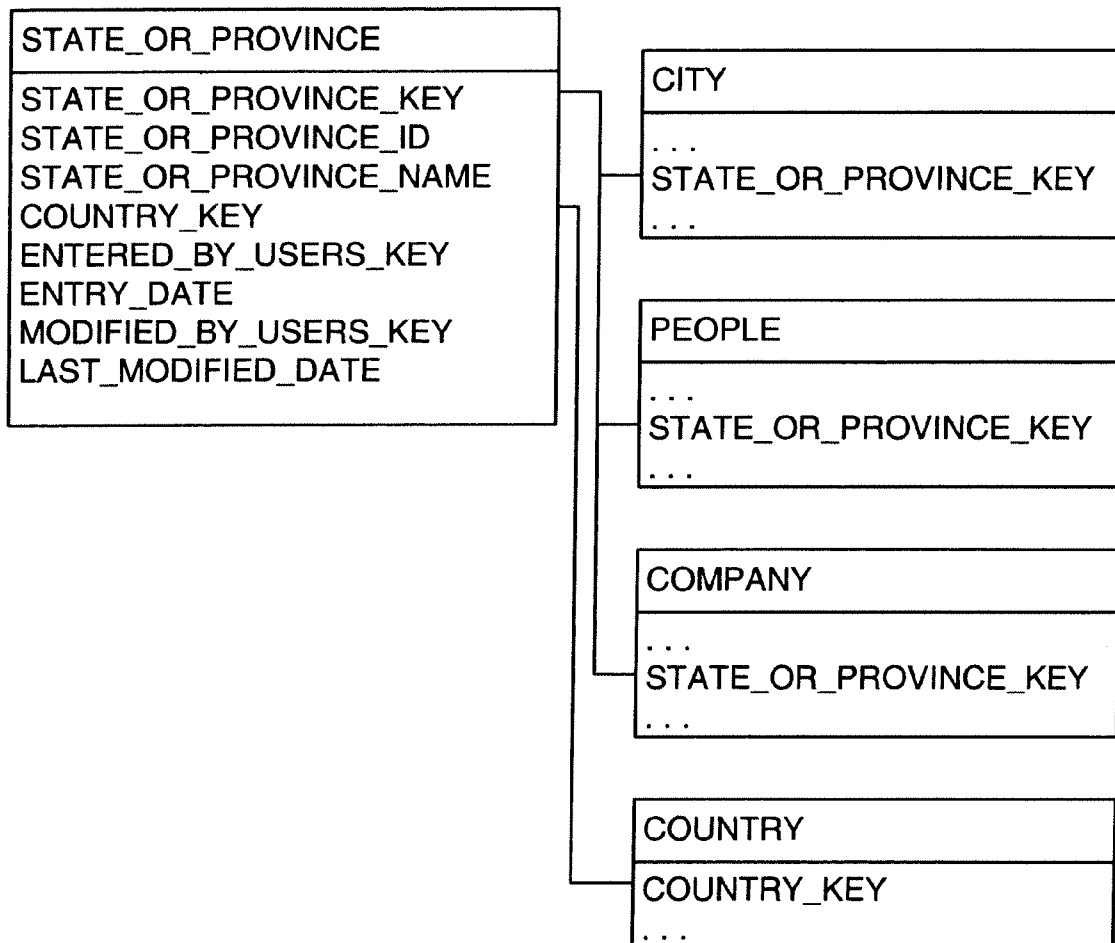 STATE_OR_PROVINCE
STATE_OR_PROVINCE_KEY
STATE_OR_PROVINCE_ID
STATE_OR_PROVINCE_NAME
COUNTRY_KEY
ENTERED_BY_USERS_KEY
ENTRY_DATE
MODIFIED_BY_USERS_KEY
LAST_MODIFIED_DATE
CITY
. . .
STATE_OR_PROVINCE_KEY
. . .
PEOPLE
. . .
STATE_OR_PROVINCE_KEY
. . .
COMPANY
. . .
STATE_OR_PROVINCE_KEY
. . .
COUNTRY
COUNTRY_KEY
. . .